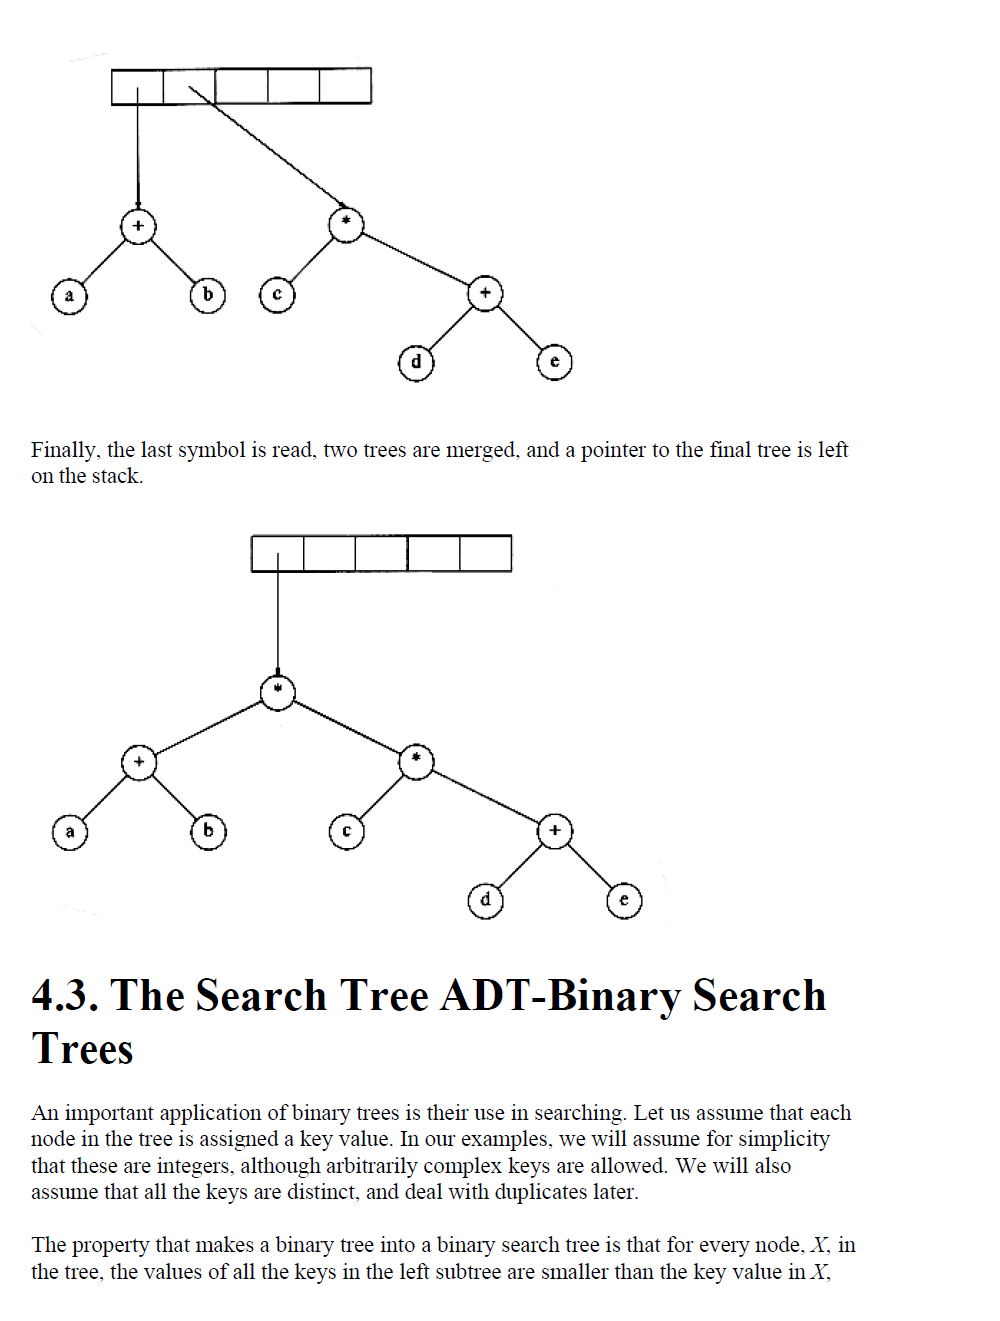 +
*
a
b
c
+
d
e
Finally, the last symbol is read, two trees are merged, and a pointer to the final tree is left
on the stack.
*
+
*
a
b
c
+
d
e
4.3. The Search Tree ADT-Binary Search
Trees
An important application of binary trees is their use in searching. Let us assume that each
node in the tree is assigned a key value. In our examples, we will assume for simplicity
that these are integers, although arbitrarily complex keys are allowed. We will also
assume that all the keys are distinct, and deal with duplicates later.
The property that makes a binary tree into a binary search tree is that for every node, X, in
the tree, the values of all the keys in the left subtree are smaller than the key value in X,